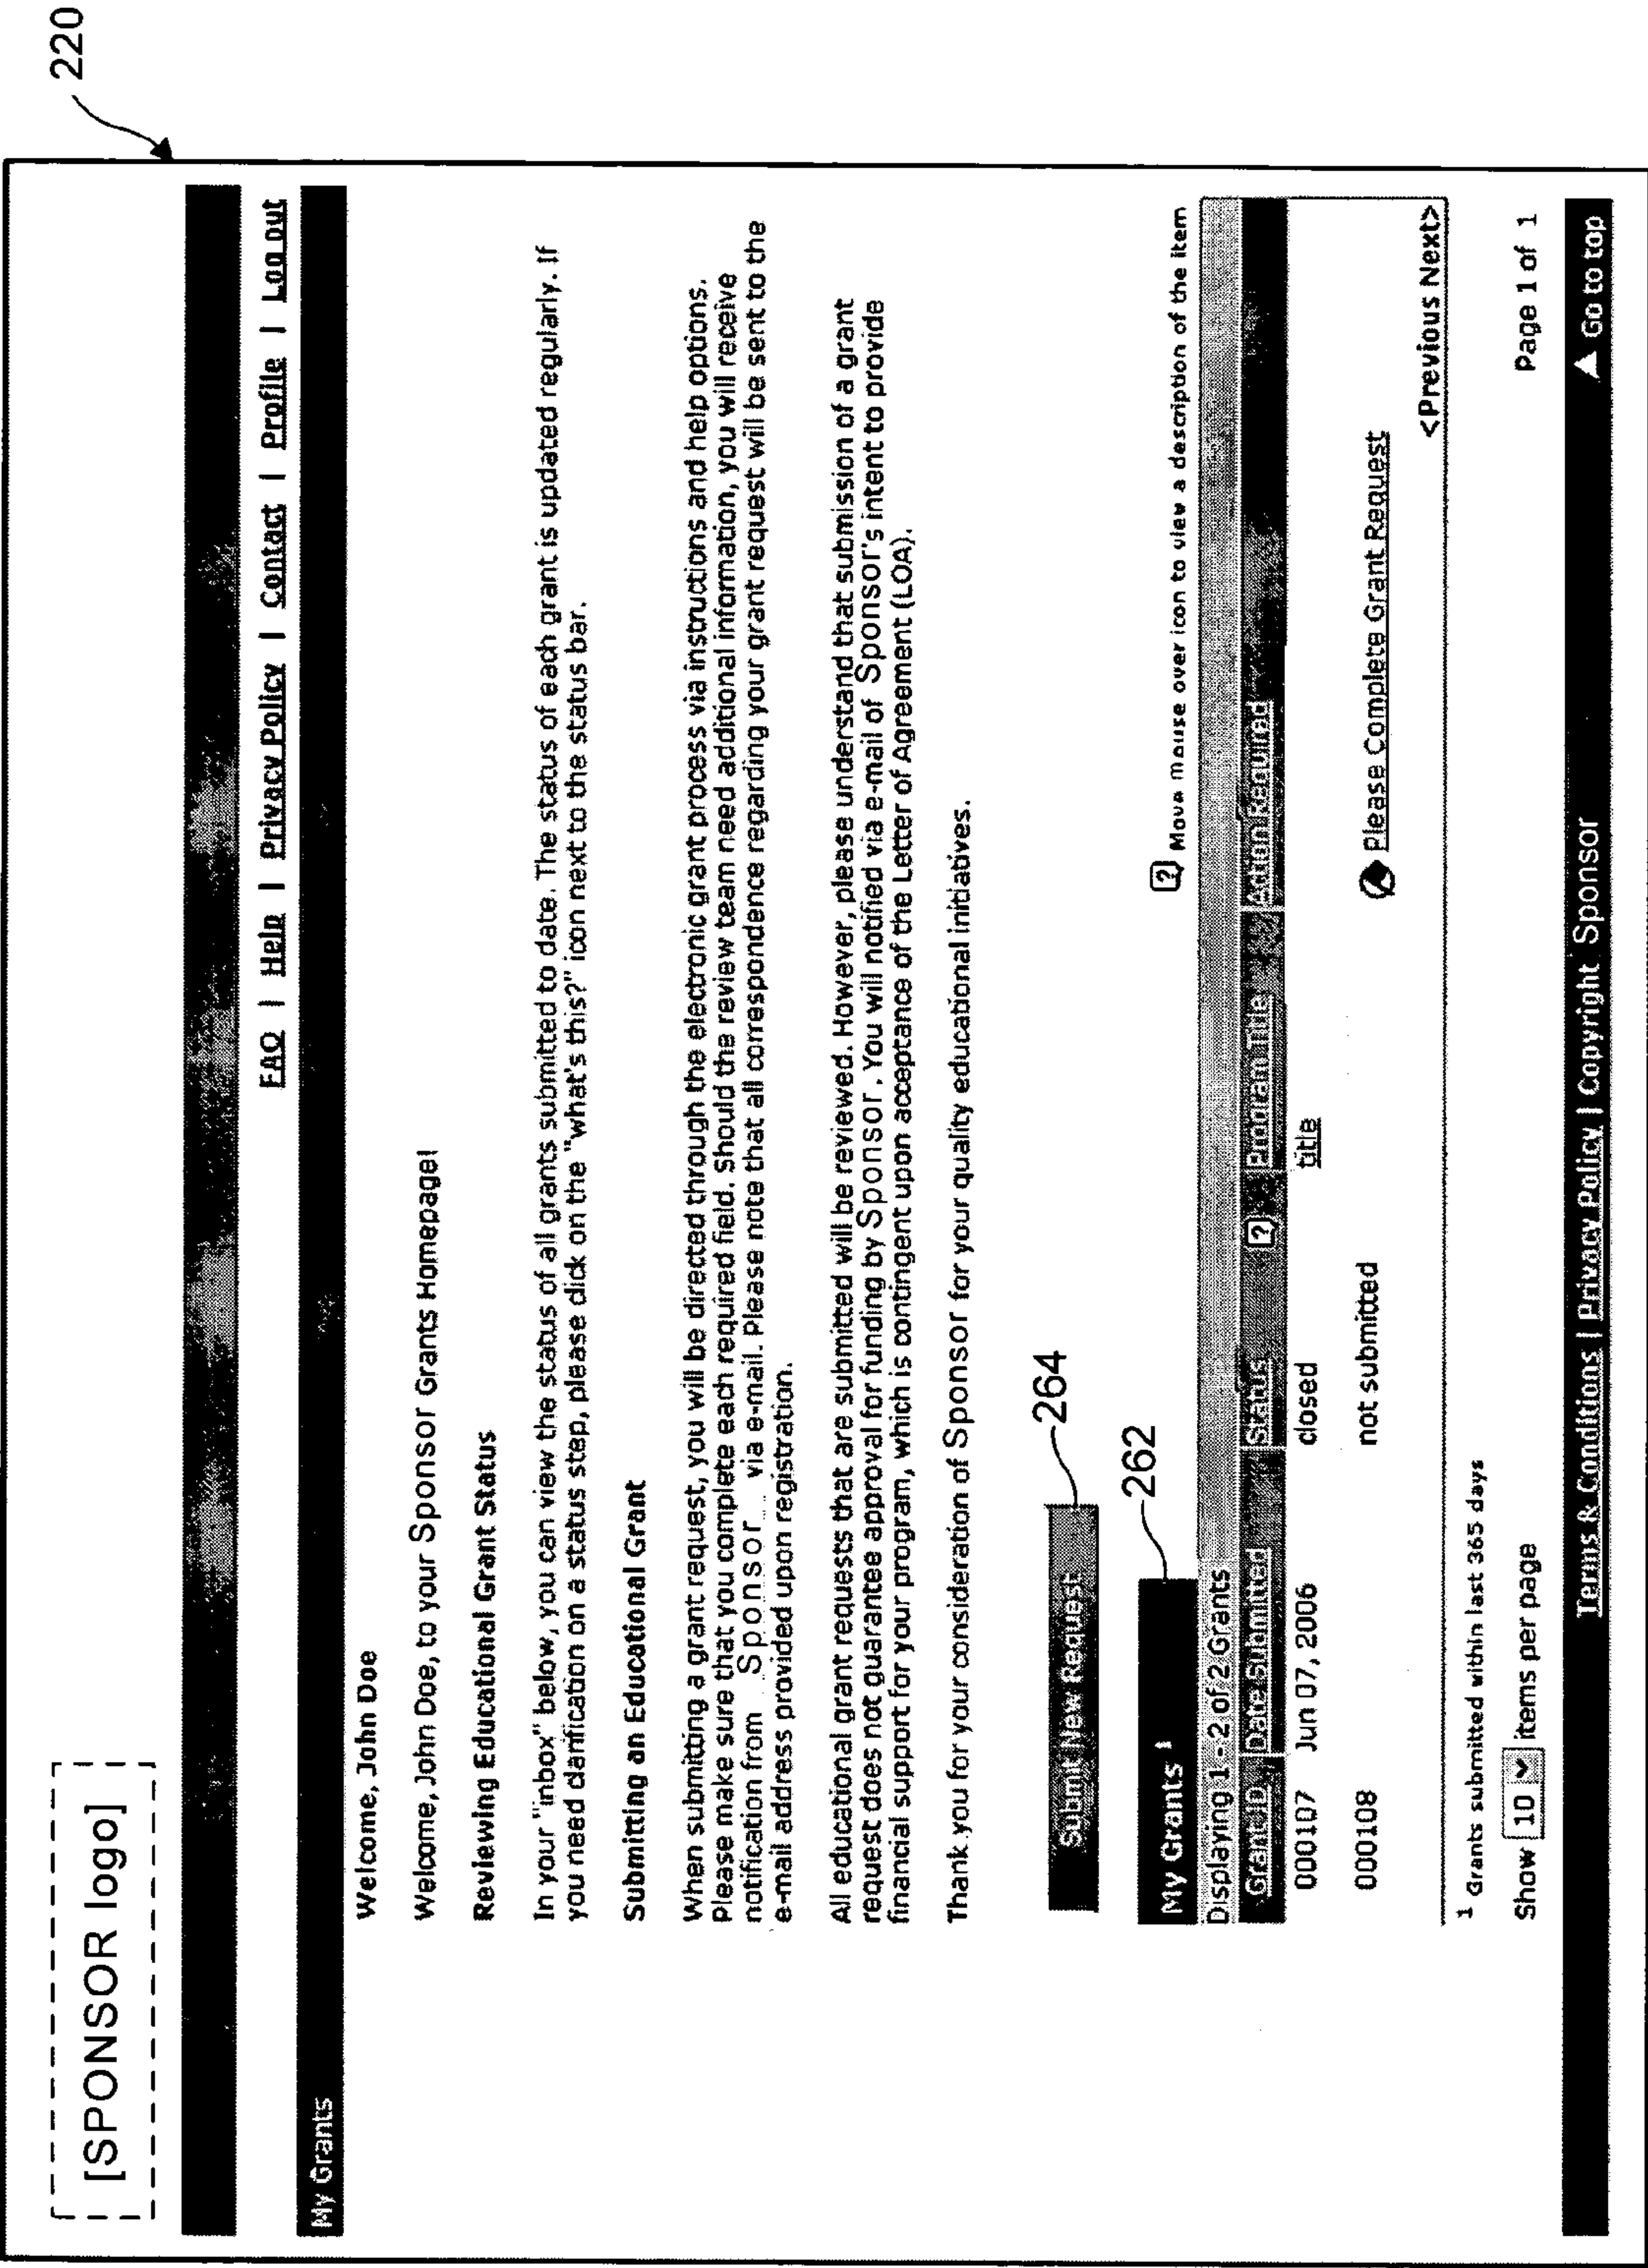 220
[SPONSOR logo]
FAQ | Help | Privacy Policy | Contact | Profile | Log out
My Grants
Welcome, John Doe
Welcome, John Doe, to your Sponsor Grants Homepage!
Reviewing Educational Grant Status
In your "inbox" below, you can view the status of all grants submitted to date. The status of each grant is updated regularly. If
you need clarification on a status step, please click on the "what's this?" icon next to the status bar.
Submitting an Educational Grant
When submitting a grant request, you will be directed through the electronic grant process via instructions and help options.
Please make sure that you complete each required field. Should the review team need additional information, you will receive
notification from Sponsor via e-mail. Please note that all correspondence regarding your grant request will be sent to the
e-mail address provided upon registration.
All educational grant requests that are submitted will be reviewed. However, please understand that submission of a grant
request does not guarantee approval for funding by Sponsor. You will notified via e-mail of Sponsor's intent to provide
financial support for your program, which is contingent upon acceptance of the Letter of Agreement (LOA).
Thank you for your consideration of Sponsor for your quality educational initiatives.
Submit New Request
264
262
My Grants 1
[?] Move mouse over icon to view a description of the item
Displaying 1 - 2 of 2 Grants
Grant ID Date Submitted Status [?] Program Title Action Required
000107 Jun 07, 2006 closed title
000108 not submitted Please Complete Grant Request
<Previous Next>
1 Grants submitted within last 365 days
Show 10 items per page Page 1 of 1
Terms & Conditions | Privacy Policy | Copyright Sponsor ▲ Go to top